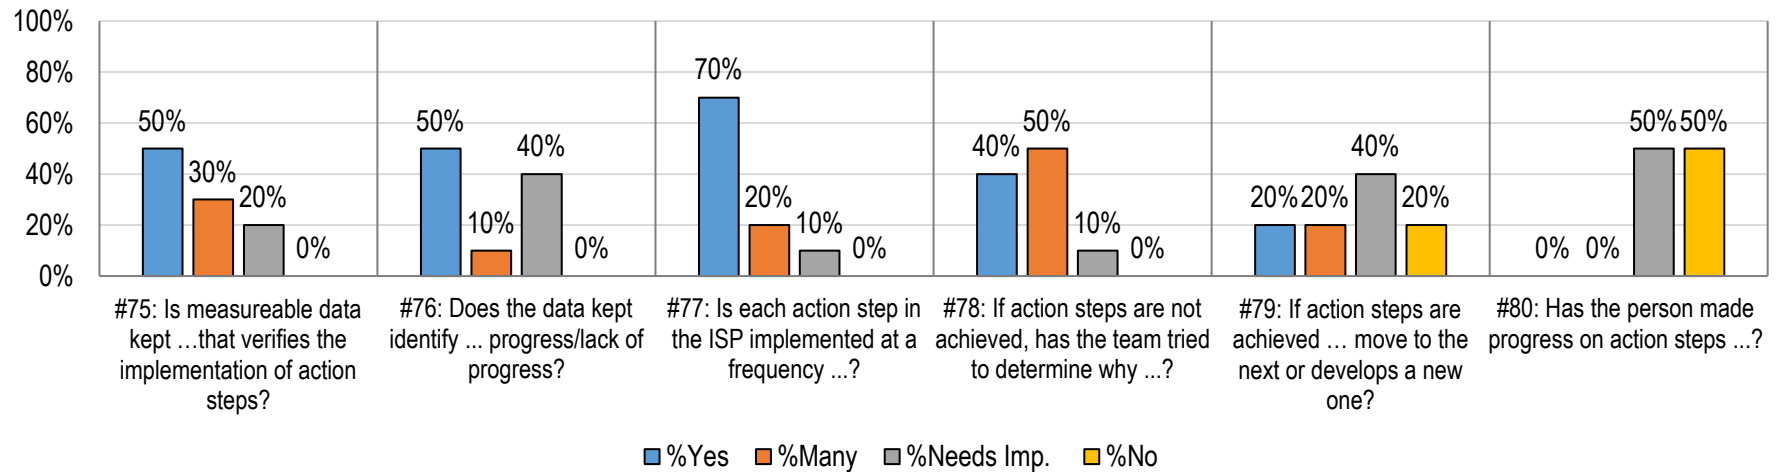 100%
80%
60%
40%
20%
0%
50%
30%
20%
0%
50%
10%
40%
0%
70%
20%
10%
0%
40%
50%
10%
0%
20%
20%
40%
20%
0%
0%
50%
50%
#75: Is measureable data
kept …that verifies the
implementation of action
steps?
#76: Does the data kept
identify ... progress/lack of
progress?
#77: Is each action step in
the ISP implemented at a
frequency ...?
#78: If action steps are not
achieved, has the team tried
to determine why ...?
#79: If action steps are
achieved … move to the
next or develops a new
one?
#80: Has the person made
progress on action steps ...?
%Yes %Many %Needs Imp. %No